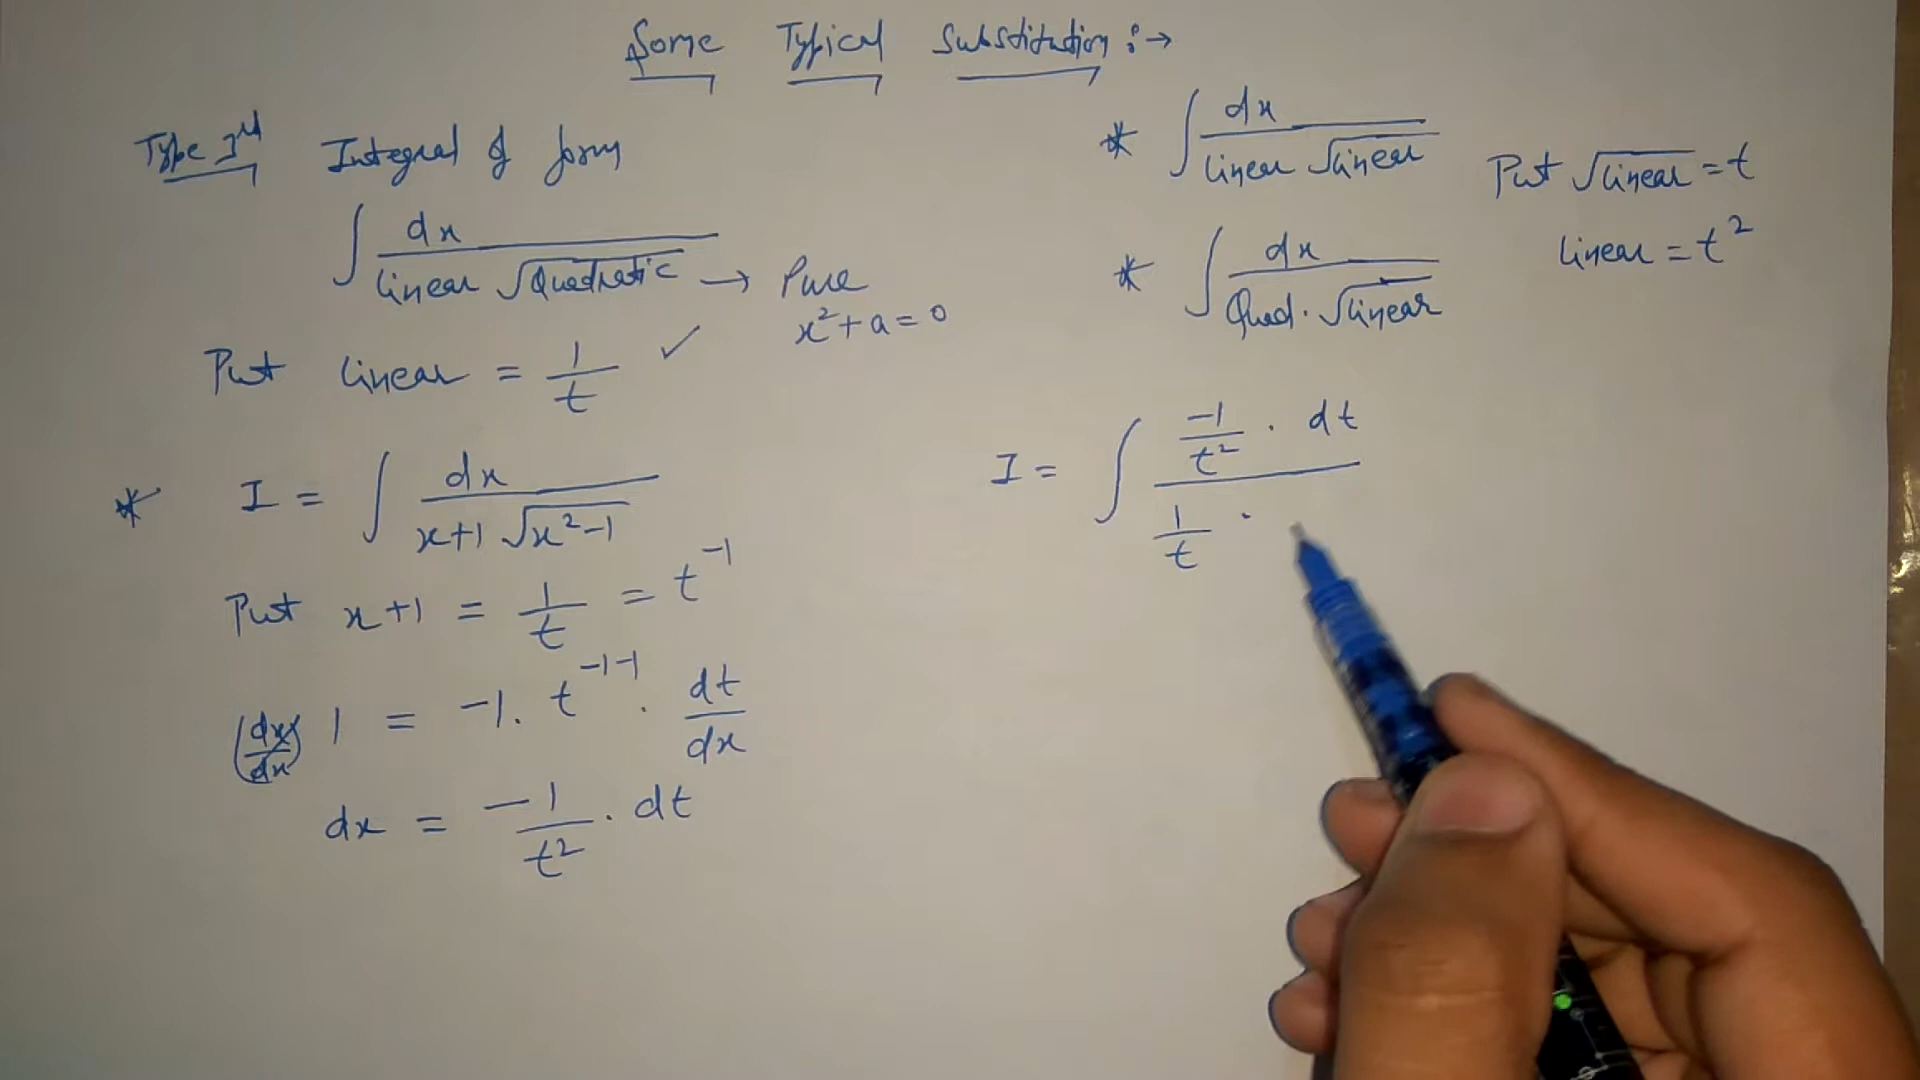 Some Typical Substitution :→
Type 3rd Integral of form
∫ dx / linear √Quadratic → Pure
x² + a = 0
Put linear = 1/t ✓
* I = ∫ dx / x+1 √x²-1
Put x+1 = 1/t = t^-1
(dx/dx) 1 = -1 . t^-1-1 . dt/dx
dx = -1/t² . dt
* ∫ dx / linear √linear Put √linear = t
linear = t²
* ∫ dx / Quad . √linear
I = ∫ -1/t² . dt / 1/t .